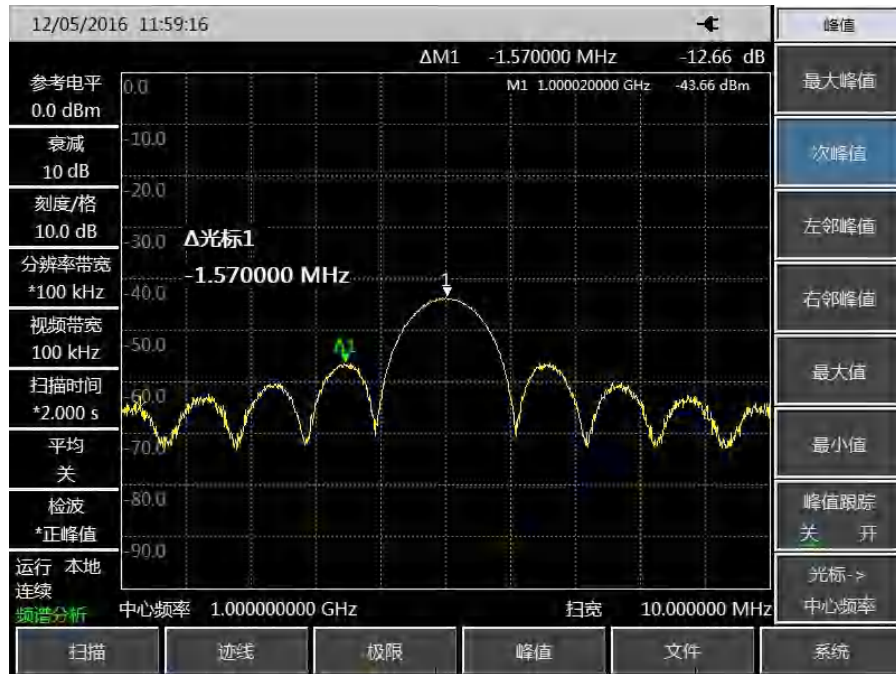 12/05/2016 11:59:16
峰值
ΔM1 -1.570000 MHz -12.66 dB
M1 1.000020000 GHz -43.66 dBm
参考电平
0.0 dBm
衰减
10 dB
刻度/格
10.0 dB
分辨率带宽
*100 kHz
视频带宽
100 kHz
扫描时间
*2.000 s
平均
关
检波
*正峰值
运行 本地
连续
频谱分析
0.0
-10.0
-20.0
-30.0
-40.0
-50.0
-60.0
-70.0
-80.0
-90.0
Δ光标1
-1.570000 MHz
1
Δ1
中心频率 1.000000000 GHz 扫宽 10.000000 MHz
最大峰值
次峰值
左邻峰值
右邻峰值
最大值
最小值
峰值跟踪
关 开
光标->
中心频率
扫描 迹线 极限 峰值 文件 系统